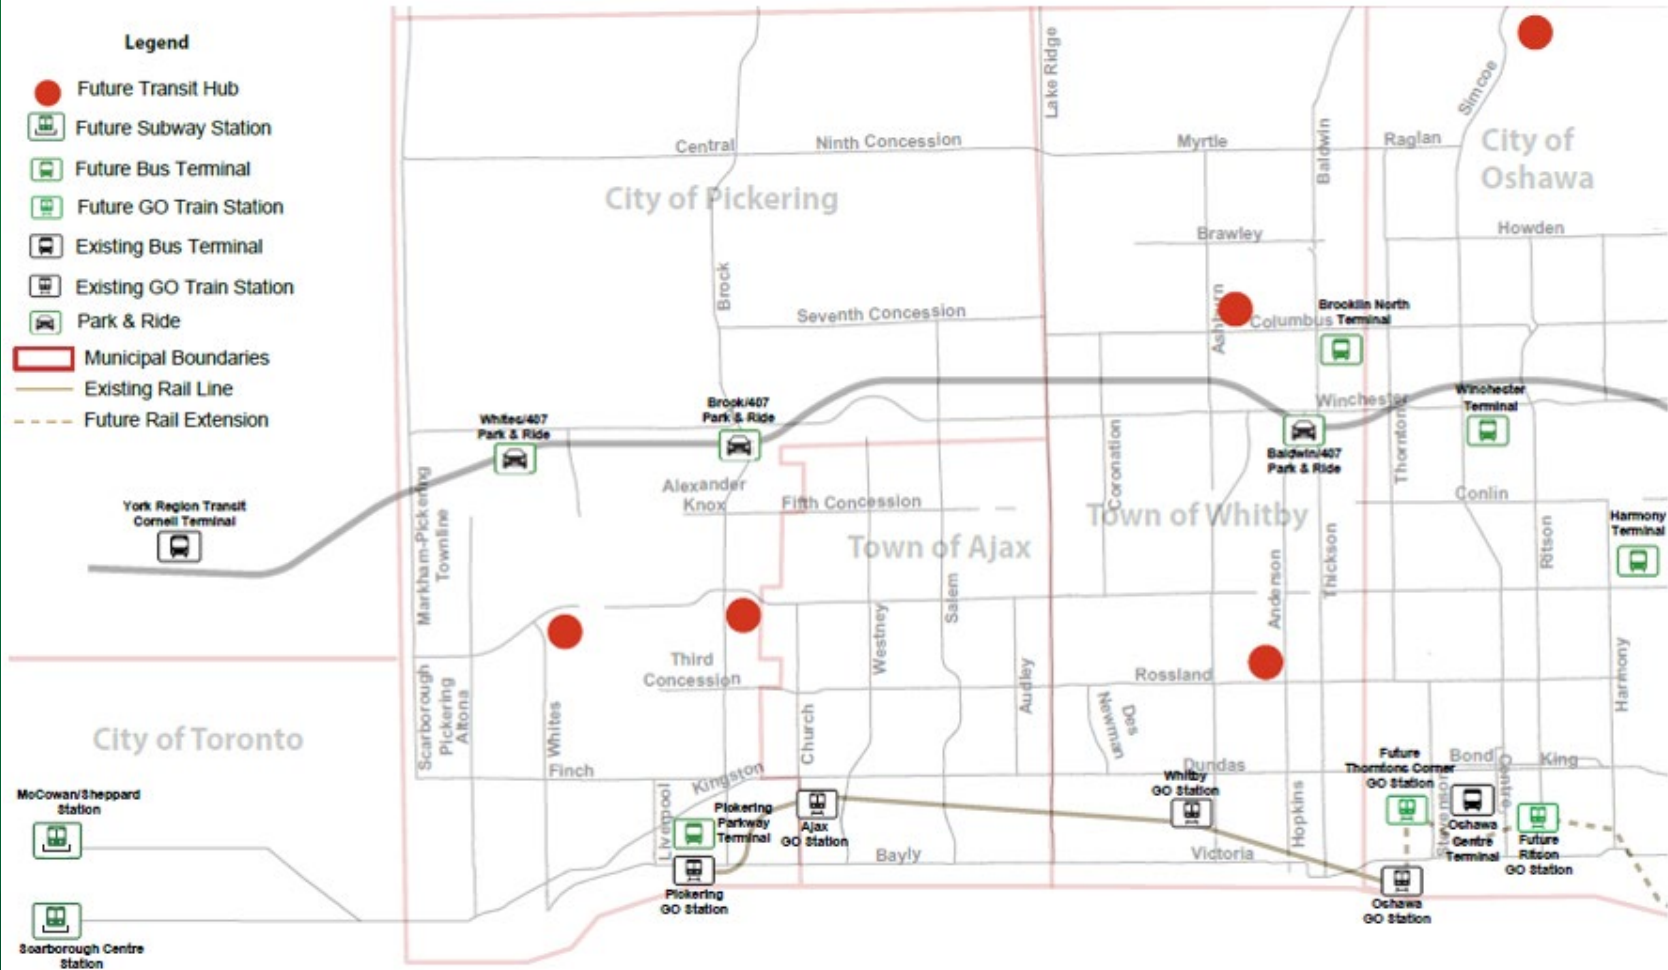 Legend
Future Transit Hub
Future Subway Station
Future Bus Terminal
Future GO Train Station
Existing Bus Terminal
Existing GO Train Station
Park & Ride
Municipal Boundaries
Existing Rail Line
Future Rail Extension
Lake Ridge
Simcoe
Central
Ninth Concession
Myrtle
Baldwin
Raglan
City of
Oshawa
City of Pickering
Brawley
Howden
Brock
Seventh Concession
Ashburn
Columbus
Brooklin North
Terminal
Whites/407
Park & Ride
Brock/407
Park & Ride
Winchester
Winchester
Terminal
Baldwin/407
Park & Ride
Thornton
Coronation
Alexander
Knox
Fifth Concession
Conlin
York Region Transit
Cornell Terminal
Markham-Pickering
Townline
Town of Ajax
Town of Whitby
Harmony
Terminal
Ritson
Thickson
Anderson
Salem
Westney
Third
Concession
Rossland
Audley
Harmony
Scarborough
Pickering
Altona
Whites
Church
Des
Newman
City of Toronto
Finch
Kingston
Dundas
Bond
King
Centre
Future
Thorntons Corner
GO Station
Whitby
GO Station
McCowan/Sheppard
Station
Liverpool
Pickering
Parkway
Terminal
Ajax
GO Station
Hopkins
Stevenson
Oshawa
Centre
Terminal
Future
Ritson
GO Station
Bayly
Victoria
Pickering
GO Station
Oshawa
GO Station
Scarborough Centre
Station